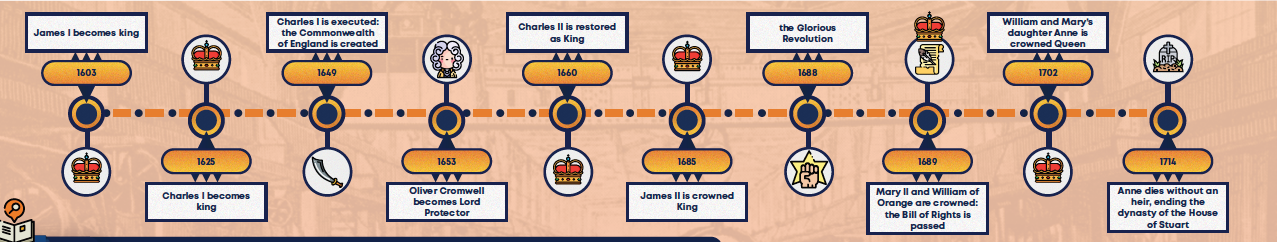 James I becomes king
1603
1625
Charles I becomes
king
Charles I is executed:
the Commonwealth
of England is created
1649
1653
Oliver Cromwell
becomes Lord
Protector
Charles II is restored
as King
1660
1685
James II is crowned
King
the Glorious
Revolution
1688
1689
Mary II and William of
Orange are crowned:
the Bill of Rights is
passed
William and Mary's
daughter Anne is
crowned Queen
1702
RIP
1714
Anne dies without an
heir, ending the
dynasty of the House
of Stuart